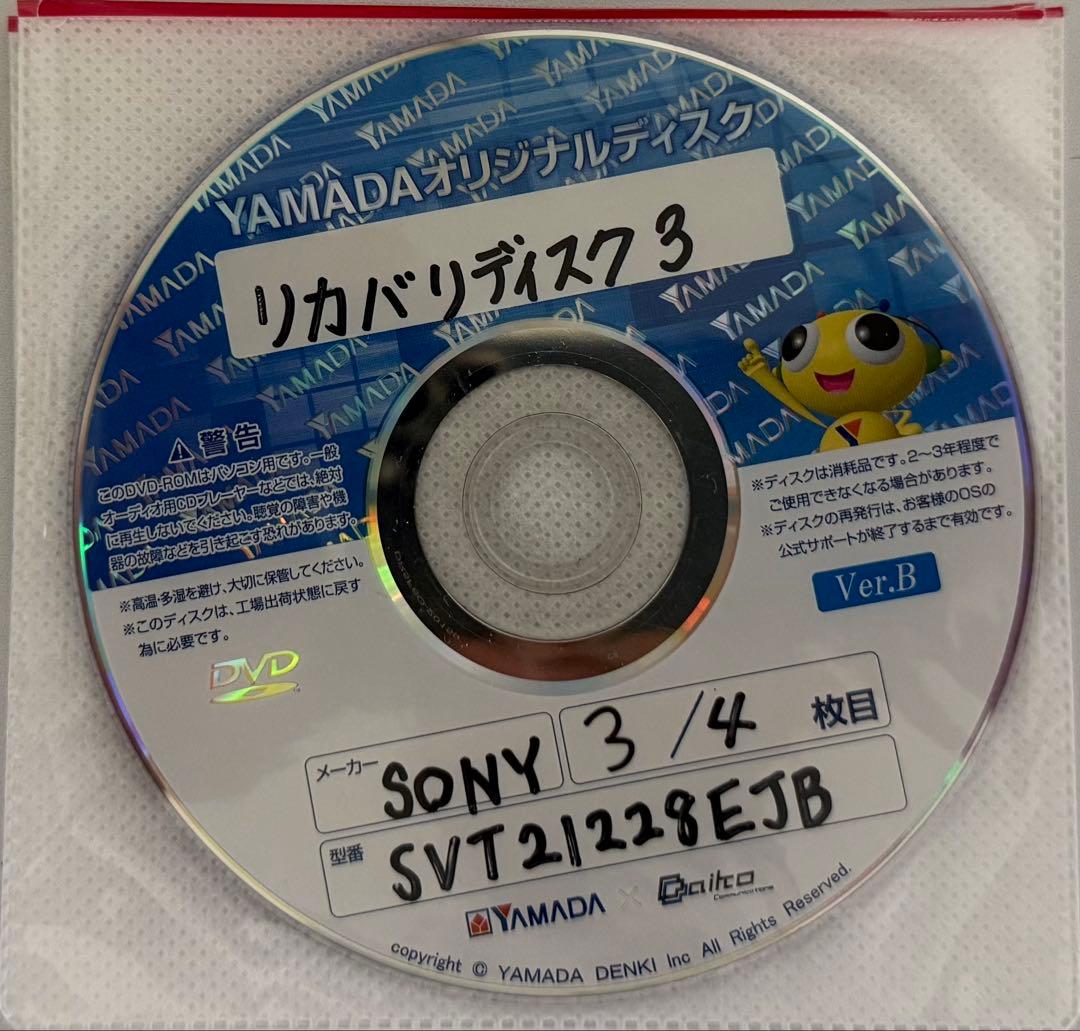 YAMADAオリジナルディスク
リカバリディスク3
警告
このDVD-ROMはパソコン用です。一般
オーディオ用CDプレーヤーなどでは、絶対
に再生しないでください。聴覚の障害や機
器の故障などを引き起こす恐れがあります。
※高温・多湿を避け、大切に保管してください。
※このディスクは、工場出荷状態に戻す
為に必要です。
DVD
※ディスクは消耗品です。2〜3年程度で
ご使用できなくなる場合があります。
※ディスクの再発行は、お客様のOSの
公式サポートが終了するまで有効です。
Ver.B
メーカー SONY 3/4 枚目
型番 SVT21228EJB
YAMADA × Daiko Communications
copyright © YAMADA DENKI Inc All Rights Reserved.